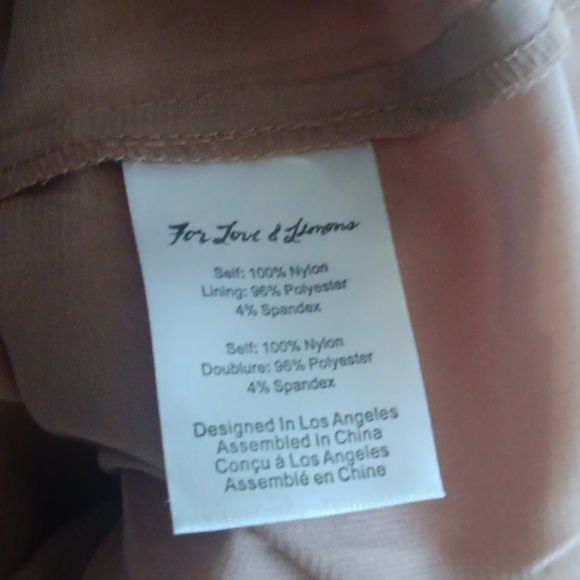 For Love & Lemons
Self: 100% Nylon
Lining: 96% Polyester
4% Spandex
Self: 100% Nylon
Doublure: 96% Polyester
4% Spandex
Designed In Los Angeles
Assembled In China
Conçu à Los Angeles
Assemblé en Chine